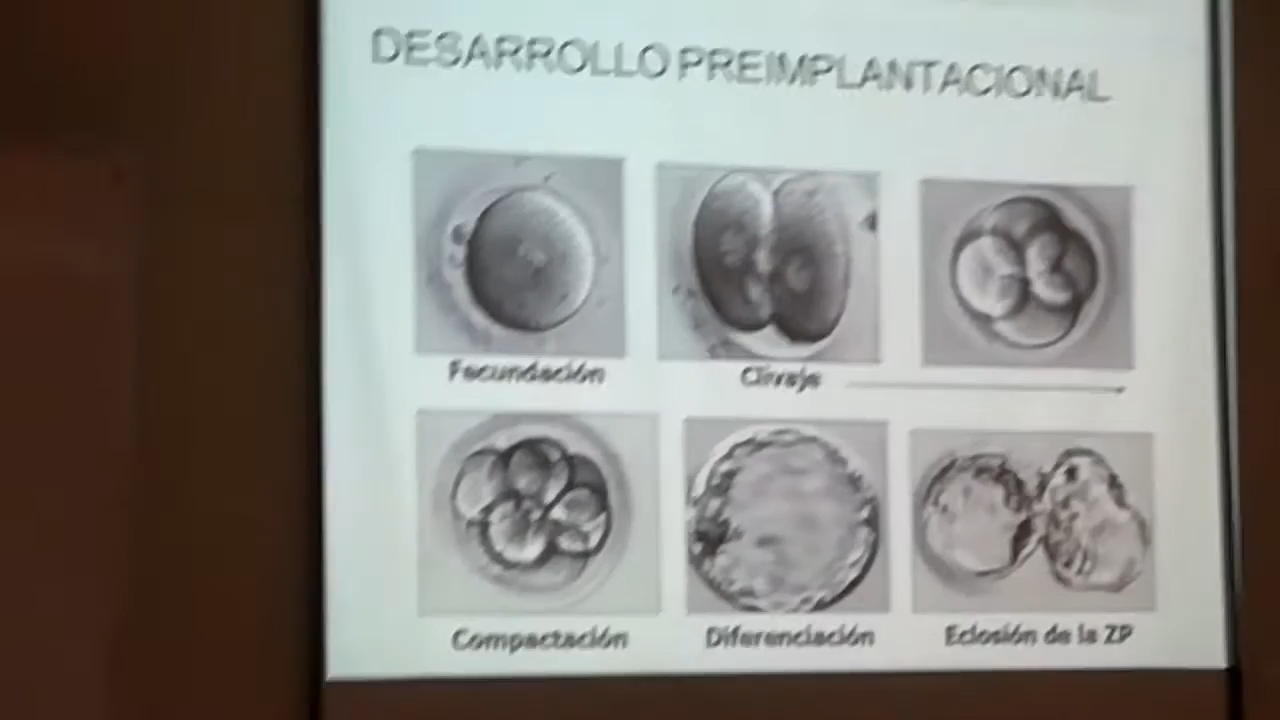 DESARROLLO PREIMPLANTACIONAL
Fecundación
Clivaje
Compactación
Diferenciación
Eclosión de la ZP